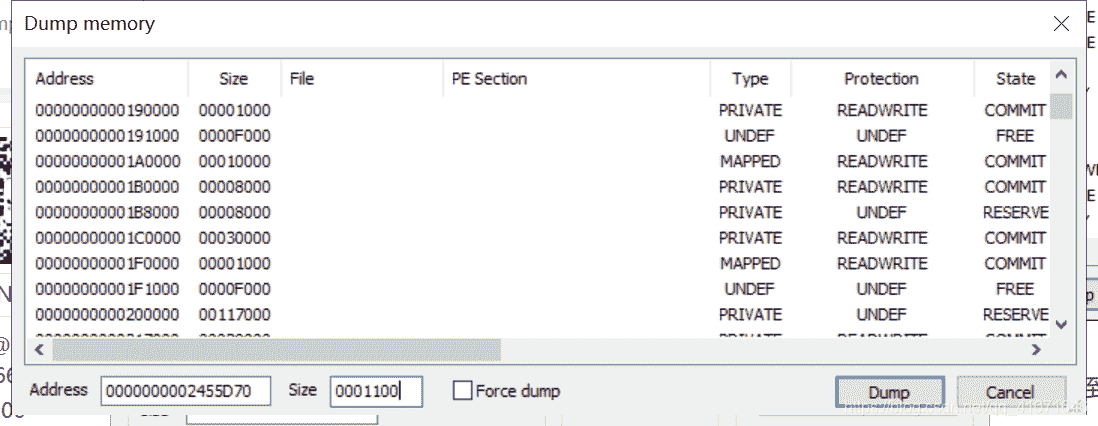 Dump memory
Address Size File PE Section Type Protection State
0000000000190000 00001000 PRIVATE READWRITE COMMIT
0000000000191000 0000F000 UNDEF UNDEF FREE
00000000001A0000 00010000 MAPPED READWRITE COMMIT
00000000001B0000 00008000 PRIVATE READWRITE COMMIT
00000000001B8000 00008000 PRIVATE UNDEF RESERVE
00000000001C0000 00030000 PRIVATE READWRITE COMMIT
00000000001F0000 00001000 MAPPED READWRITE COMMIT
00000000001F1000 0000F000 UNDEF UNDEF FREE
0000000000200000 00117000 PRIVATE UNDEF RESERVE
Address 0000000002455D70 Size 0001100 Force dump Dump Cancel